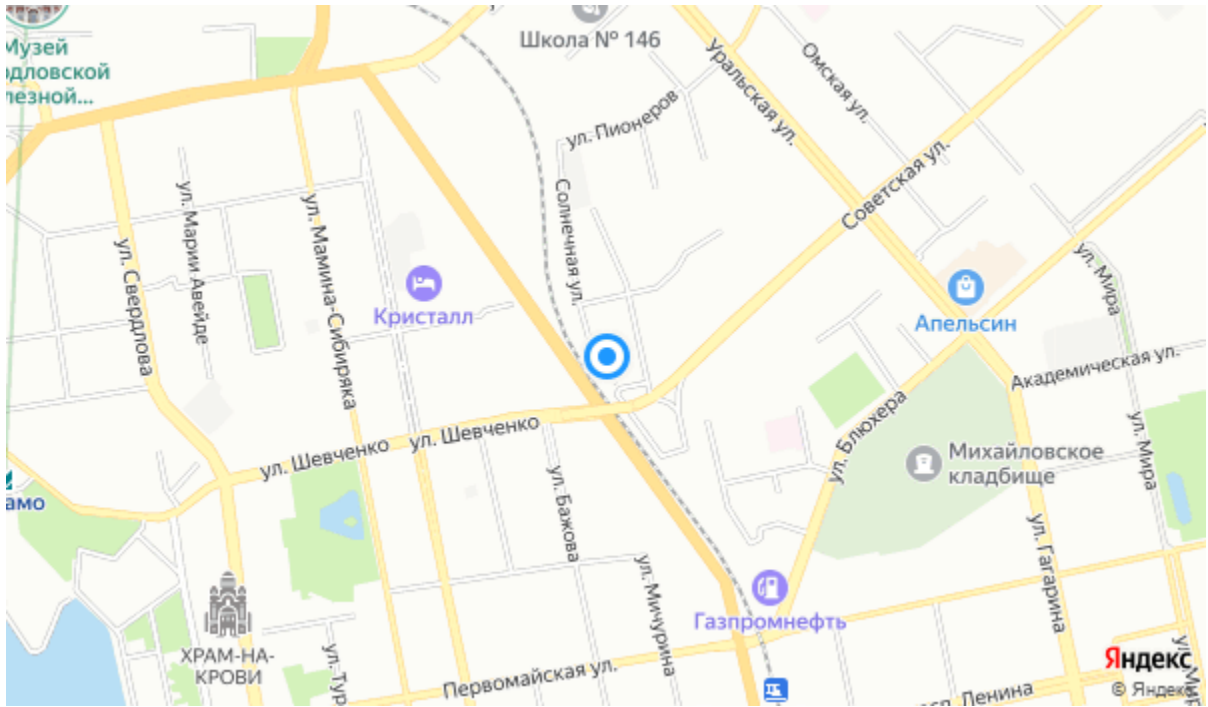 Музей
рдловской
лезной...
Школа № 146
Уральская ул.
Омская ул.
ул. Пионеров
Советская ул.
ул. Марии Авейде
ул. Мамина-Сибиряка
Солнечная ул.
ул. Свердлова
ул. Мира
Кристалл
Апельсин
Академическая ул.
ул. Блюхера
ул. Шевченко
ул. Шевченко
Михайловское
кладбище
ул. Мира
амо
ул. Бажова
ул. Гагарина
ул. Мичурина
Газпромнефть
ХРАМ-НА-
КРОВИ
ул. Тур
Первомайская ул.
Яндекс
сп. Ленина
© Яндекс
ул. Мир